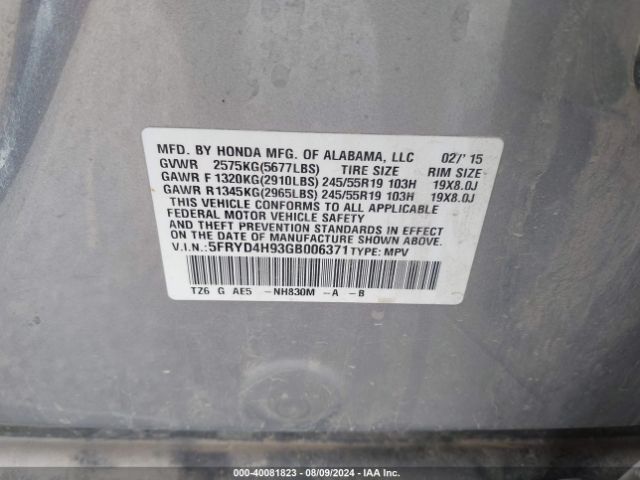 MFD. BY HONDA MFG. OF ALABAMA, LLC 02/'15
GVWR 2575KG(5677LBS) TIRE SIZE RIM SIZE
GAWR F 1320KG(2910LBS) 245/55R19 103H 19X8.0J
GAWR R 1345KG(2965LBS) 245/55R19 103H 19X8.0J
THIS VEHICLE CONFORMS TO ALL APPLICABLE
FEDERAL MOTOR VEHICLE SAFETY
AND THEFT PREVENTION STANDARDS IN EFFECT
ON THE DATE OF MANUFACTURE SHOWN ABOVE.
V.I.N.:5FRYD4H93GB006371 TYPE: MPV
TZ6 G AE5 -NH830M -A -B
000-40081823 - 08/09/2024 - IAA Inc.